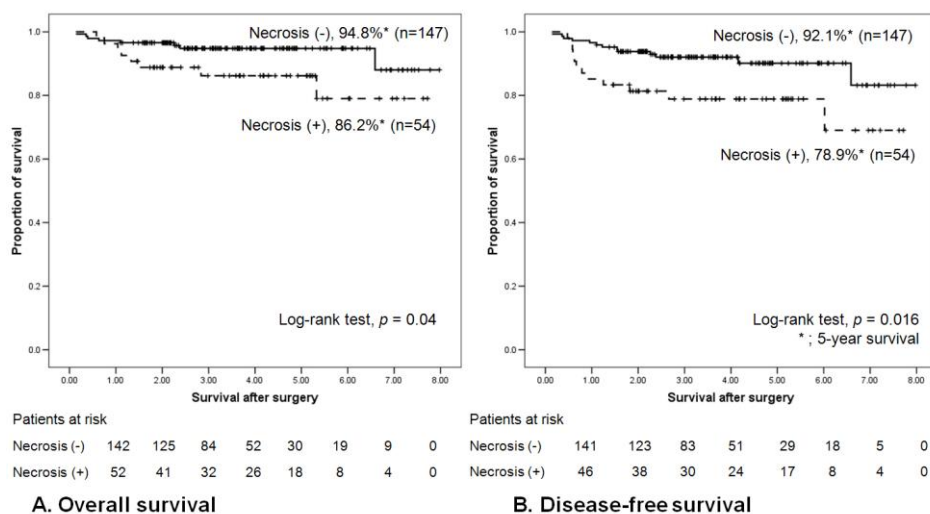 Necrosis (-), 94.8%* (n=147)
Necrosis (+), 86.2%* (n=54)
Log-rank test, p = 0.04
Proportion of survival
1.0
0.8
0.6
0.4
0.2
0.0
0.00 1.00 2.00 3.00 4.00 5.00 6.00 7.00 8.00
Survival after surgery
Patients at risk
Necrosis (-) 142 125 84 52 30 19 9 0
Necrosis (+) 52 41 32 26 18 8 4 0
A. Overall survival
Necrosis (-), 92.1%* (n=147)
Necrosis (+), 78.9%* (n=54)
Log-rank test, p = 0.016
* ; 5-year survival
Proportion of survival
1.0
0.8
0.6
0.4
0.2
0.0
0.00 1.00 2.00 3.00 4.00 5.00 6.00 7.00 8.00
Survival after surgery
Patients at risk
Necrosis (-) 141 123 83 51 29 18 5 0
Necrosis (+) 46 38 30 24 17 8 4 0
B. Disease-free survival